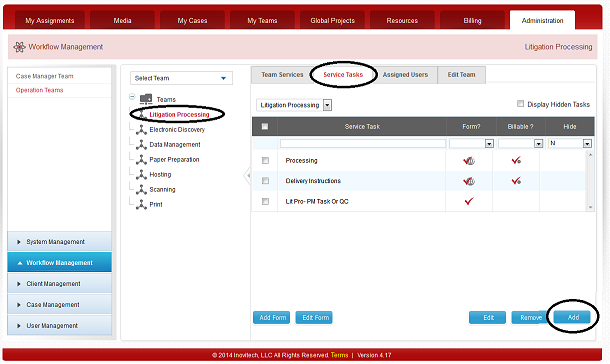 My Assignments Media My Cases My Teams Global Projects Resources Billing Administration
Workflow Management Litigation Processing
Case Manager Team
Operation Teams
System Management
Workflow Management
Client Management
Case Management
User Management
Select Team
Teams
Litigation Processing
Electronic Discovery
Data Management
Paper Preparation
Hosting
Scanning
Print
Team Services Service Tasks Assigned Users Edit Team
Litigation Processing Display Hidden Tasks
Service Task Form? Billable ? Hide
N
Processing
Delivery Instructions
Lit Pro- PM Task Or QC
Add Form Edit Form Edit Remove Add
© 2014 Inovitech, LLC All Rights Reserved. Terms | Version 4.17